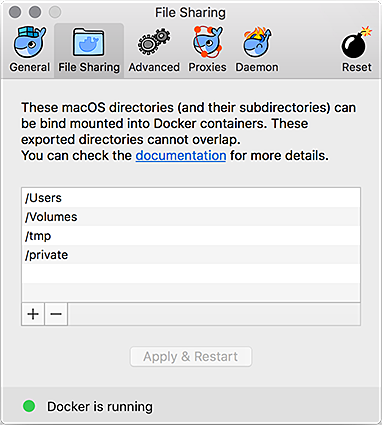 File Sharing
General File Sharing Advanced Proxies Daemon Reset
These macOS directories (and their subdirectories) can
be bind mounted into Docker containers. These
exported directories cannot overlap.
You can check the documentation for more details.
/Users
/Volumes
/tmp
/private
+ −
Apply & Restart
Docker is running